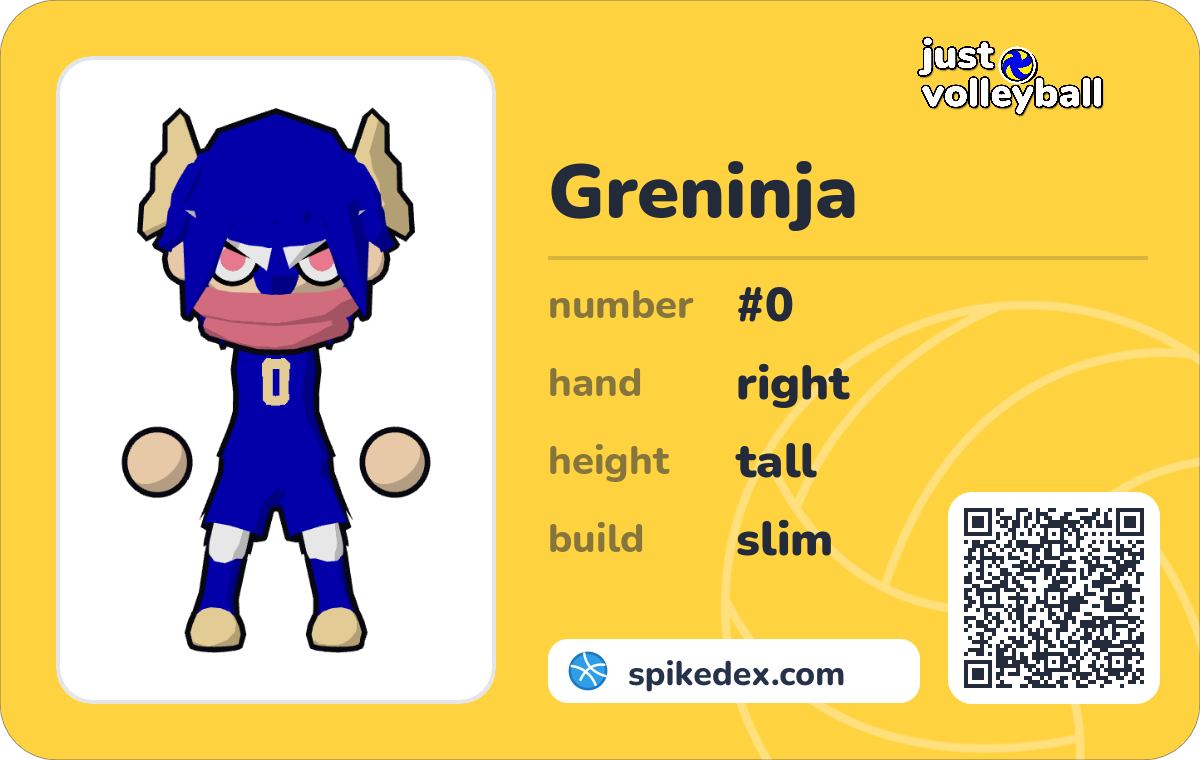 just
volleyball
Greninja
number #0
hand right
height tall
build slim
0
spikedex.com